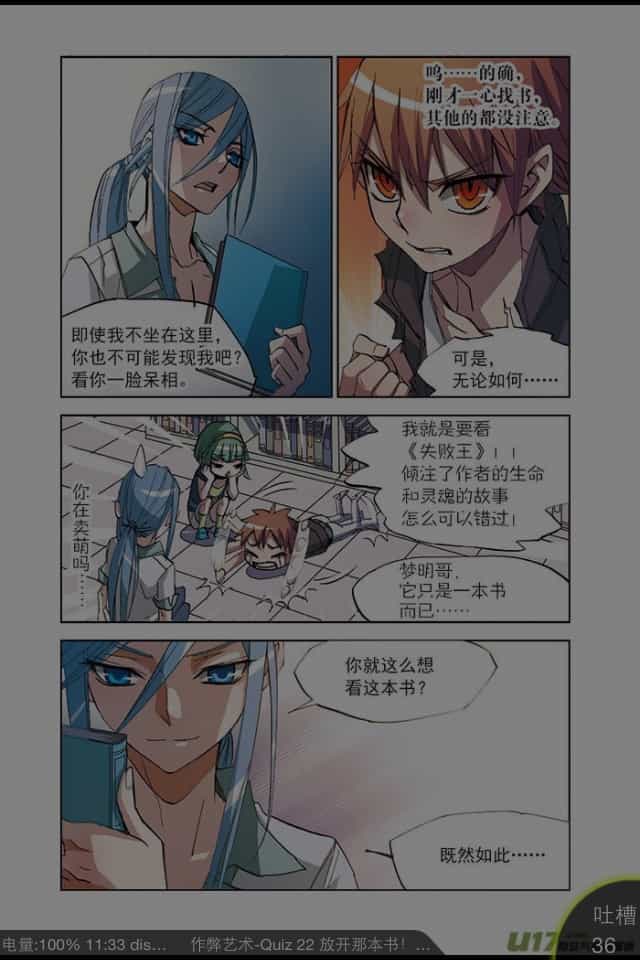 即使我不坐在这里，
你也不可能发现我吧？
看你一脸呆相。
呜……的确，
刚才一心找书，
其他的都没注意。
可是，
无论如何……
我就是要看
《失败王》！！
倾注了作者的生命
和灵魂的故事
怎么可以错过！
你在卖萌吗……
梦明哥，
它只是一本书
而已……
你就这么想
看这本书？
既然如此……
吐槽
36
电量:100% 11:33 dis... 作弊艺术-Quiz 22 放开那本书！ ...
U17